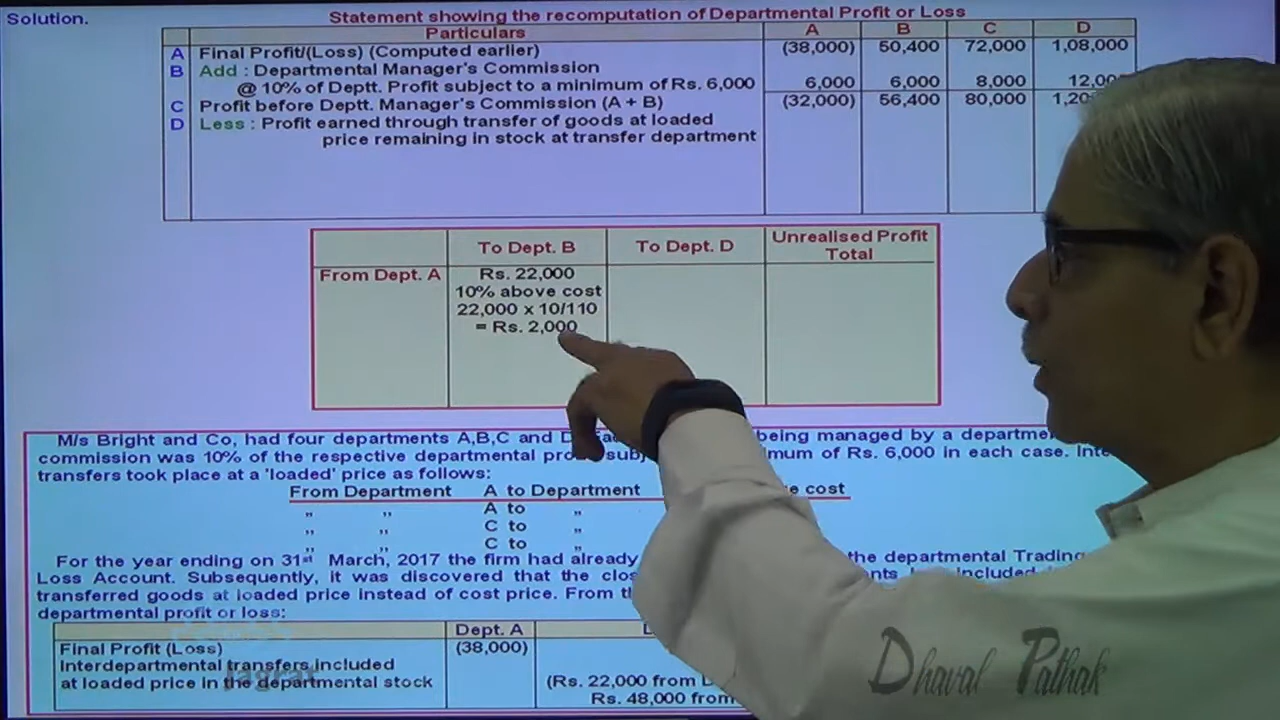 Solution.
Statement showing the recomputation of Departmental Profit or Loss
Particulars A B C D
A Final Profit/(Loss) (Computed earlier) (38,000) 50,400 72,000 1,08,000
B Add : Departmental Manager's Commission
@ 10% of Deptt. Profit subject to a minimum of Rs. 6,000 6,000 6,000 8,000 12,00
C Profit before Deptt. Manager's Commission (A + B) (32,000) 56,400 80,000 1,20
D Less : Profit earned through transfer of goods at loaded
price remaining in stock at transfer department
To Dept. B To Dept. D Unrealised Profit
Total
From Dept. A Rs. 22,000
10% above cost
22,000 x 10/110
= Rs. 2,000
M/s Bright and Co, had four departments A,B,C and being managed by a
commission was 10% of the respective departmental of Rs. 6,000 in each case.
transfers took place at a 'loaded' price as follows:
From Department A to Department cost
„ „ A to „
„ „ C to „
„ „ C to „
For the year ending on 31st March, 2017 the firm had already the departmental Trading
Loss Account. Subsequently, it was discovered that the included
transferred goods at loaded price instead of cost price. From
departmental profit or loss:
Dept. A
Final Profit (Loss) (38,000)
Interdepartmental transfers included
at loaded price in the departmental stock (Rs. 22,000 from
Rs. 48,000 from
Jagrat
Dhaval Pathak